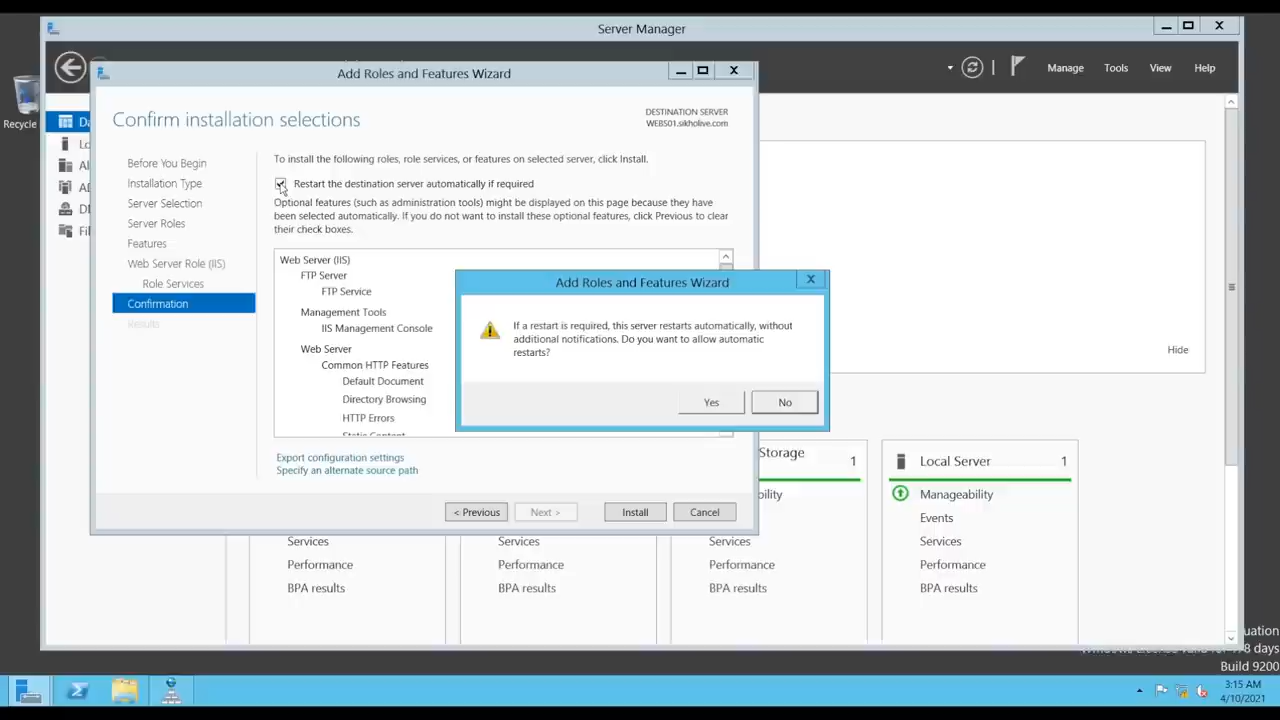 Server Manager
Manage
Tools
View
Help
Recycle
Add Roles and Features Wizard
Confirm installation selections
DESTINATION SERVER
WEBS01.sikholive.com
Before You Begin
Installation Type
Server Selection
Server Roles
Features
Web Server Role (IIS)
Role Services
Confirmation
Results
To install the following roles, role services, or features on selected server, click Install.
Restart the destination server automatically if required
Optional features (such as administration tools) might be displayed on this page because they have
been selected automatically. If you do not want to install these optional features, click Previous to clear
their check boxes.
Web Server (IIS)
FTP Server
FTP Service
Management Tools
IIS Management Console
Web Server
Common HTTP Features
Default Document
Directory Browsing
HTTP Errors
Static Content
Export configuration settings
Specify an alternate source path
< Previous
Next >
Install
Cancel
Add Roles and Features Wizard
If a restart is required, this server restarts automatically, without
additional notifications. Do you want to allow automatic
restarts?
Yes
No
Hide
Storage
1
Local Server
1
Manageability
Events
Services
Performance
BPA results
Services
Performance
BPA results
Services
Performance
BPA results
Services
Performance
BPA results
days
Build 9200
3:15 AM
4/10/2021